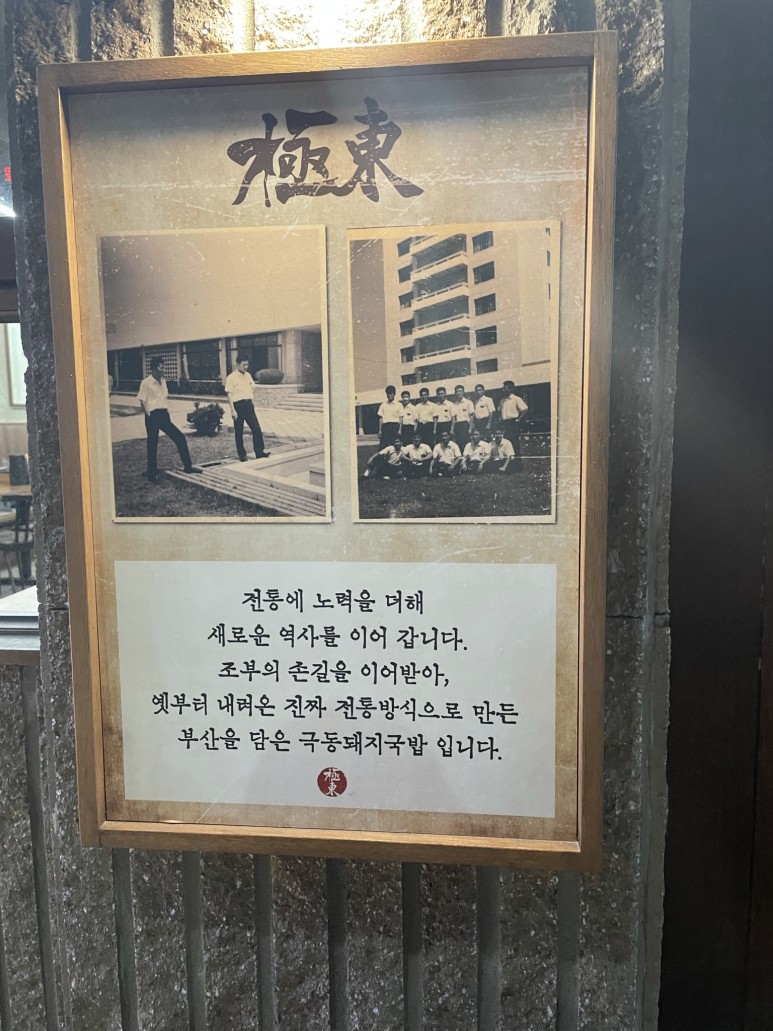 極東
전통에 노력을 더해
새로운 역사를 이어 갑니다.
조부의 손길을 이어받아,
옛부터 내려온 진짜 전통방식으로 만든
부산을 담은 극동돼지국밥 입니다.
極
東